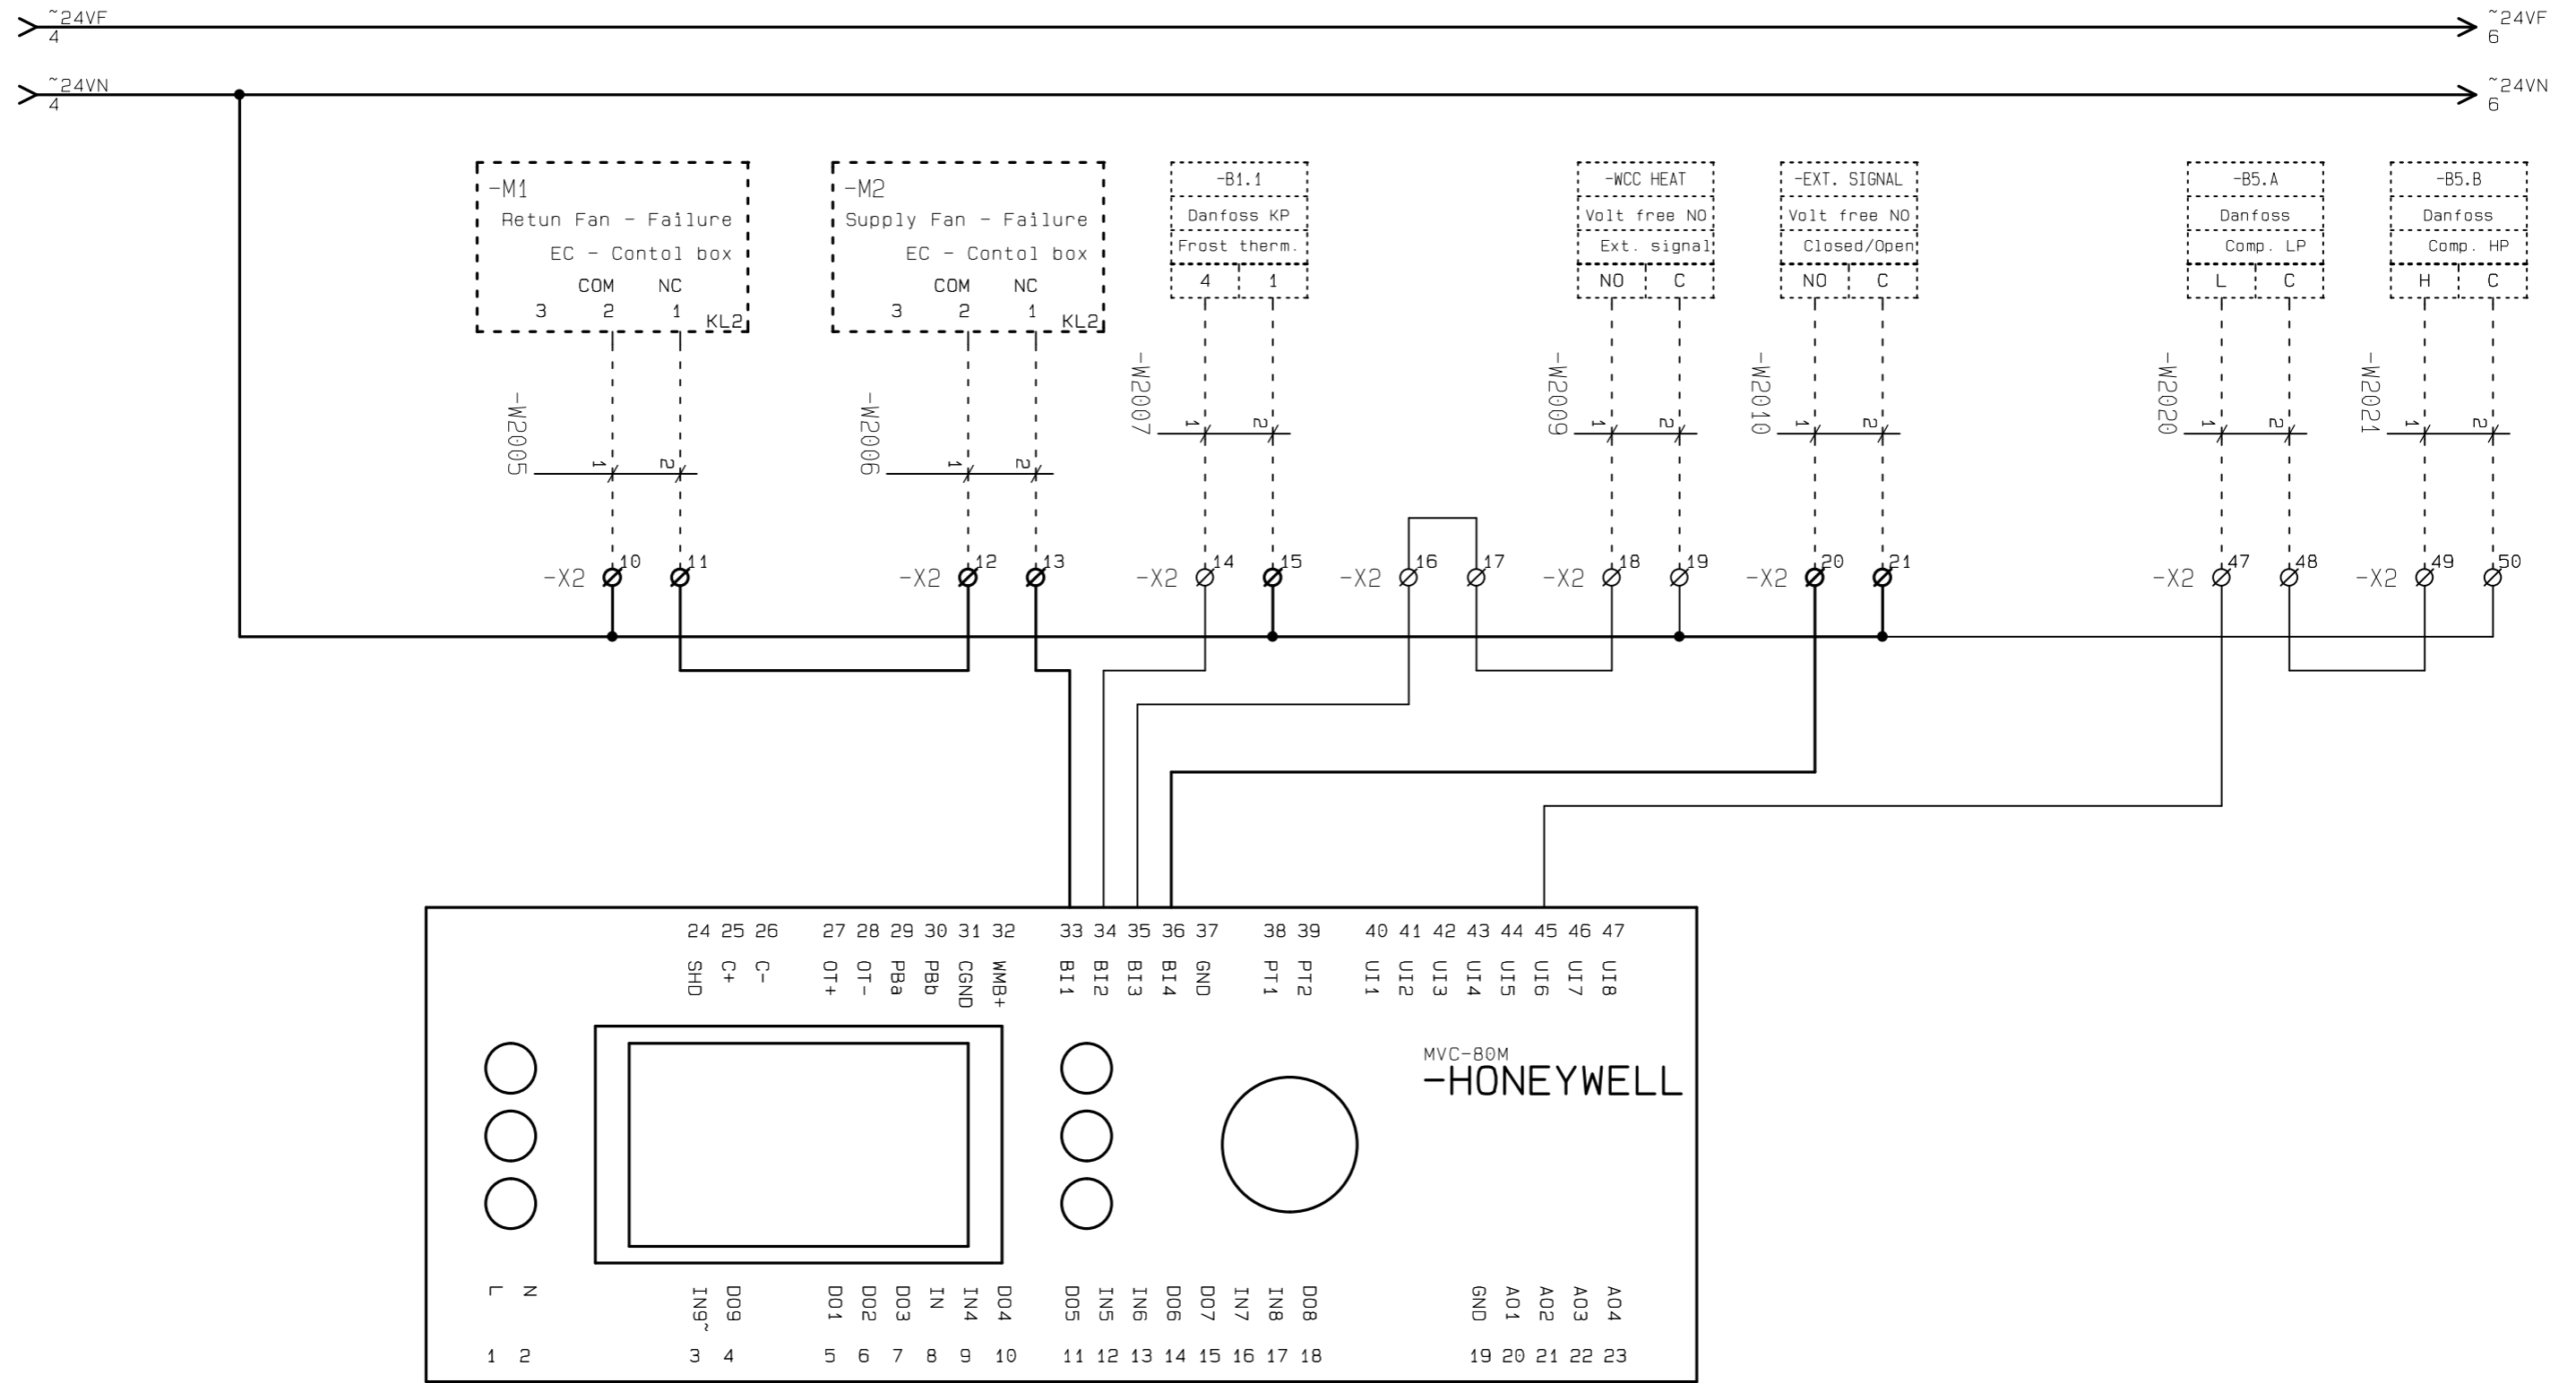 ~24VF
4
~24VF
6
~24VN
4
~24VN
6
-M1
Retun Fan - Failure
EC - Contol box
COM NC
3 2 1 KL2
-M2
Supply Fan - Failure
EC - Contol box
COM NC
3 2 1 KL2
-B1.1
Danfoss KP
Frost therm.
4 1
-WCC HEAT
Volt free NO
Ext. signal
NO C
-EXT. SIGNAL
Volt free NO
Closed/Open
NO C
-B5.A
Danfoss
Comp. LP
L C
-B5.B
Danfoss
Comp. HP
H C
-W2005 1 2
-W2006 1 2
-W2007 1 2
-W2009 1 2
-W2010 1 2
-W2020 1 2
-W2021 1 2
-X2 10 11
-X2 12 13
-X2 14 15
-X2 16 17
-X2 18 19
-X2 20 21
-X2 47 48
-X2 49 50
24 25 26 27 28 29 30 31 32 33 34 35 36 37 38 39 40 41 42 43 44 45 46 47
SHD C+ C- OT+ OT- PBa PBb CGND WMB+ BI1 BI2 BI3 BI4 GND PT1 PT2 UI1 UI2 UI3 UI4 UI5 UI6 UI7 UI8
MVC-80M
-HONEYWELL
L N IN9~ DO9 DO1 DO2 DO3 IN IN4 DO4 DO5 IN5 IN6 DO6 DO7 IN7 IN8 DO8 GND AO1 AO2 AO3 AO4
1 2 3 4 5 6 7 8 9 10 11 12 13 14 15 16 17 18 19 20 21 22 23